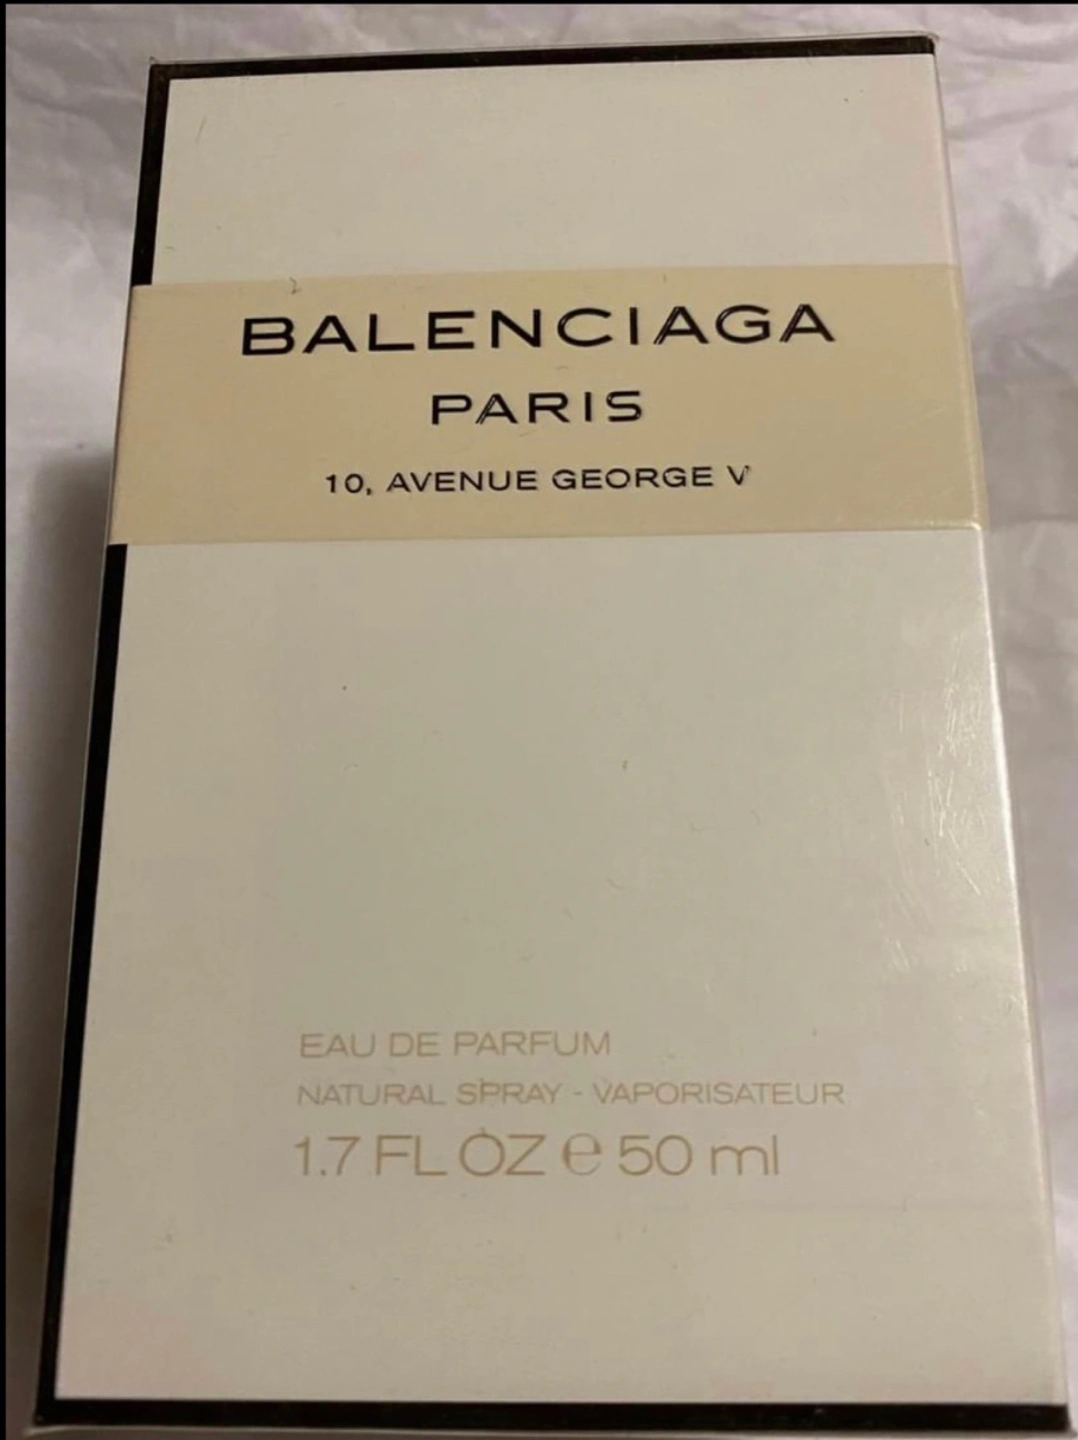 BALENCIAGA
PARIS
10, AVENUE GEORGE V
EAU DE PARFUM
NATURAL SPRAY - VAPORISATEUR
1.7 FL OZ ℮ 50 ml